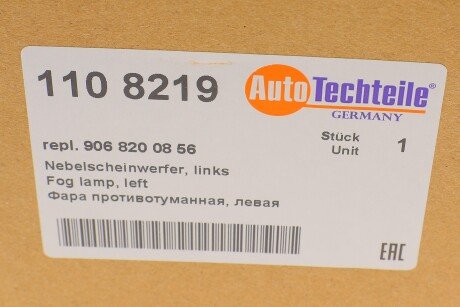 110 8219
AutoTechteile®
GERMANY
Stück
Unit 1
repl. 906 820 08 56
Nebelscheinwerfer, links
Fog lamp, left
Фара противотуманная, левая
EAC